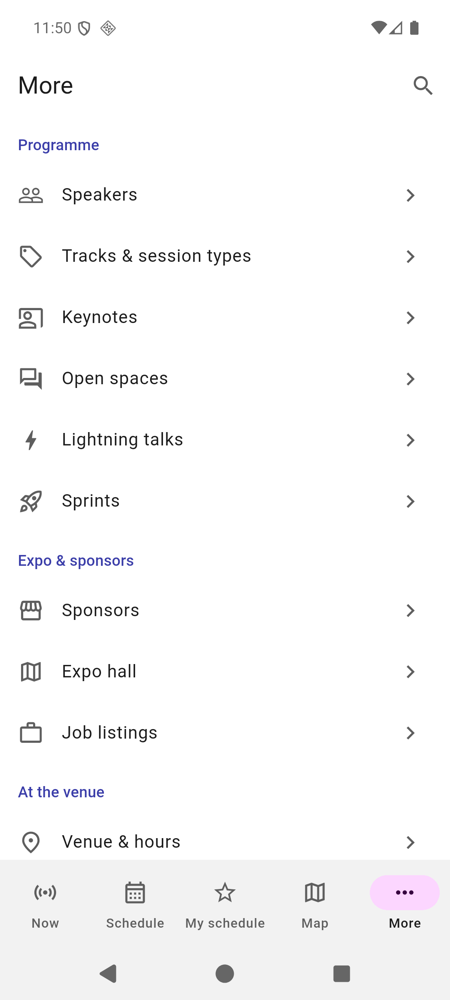 11:50
More
Programme
Speakers
Tracks & session types
Keynotes
Open spaces
Lightning talks
Sprints
Expo & sponsors
Sponsors
Expo hall
Job listings
At the venue
Venue & hours
Now
Schedule
My schedule
Map
More